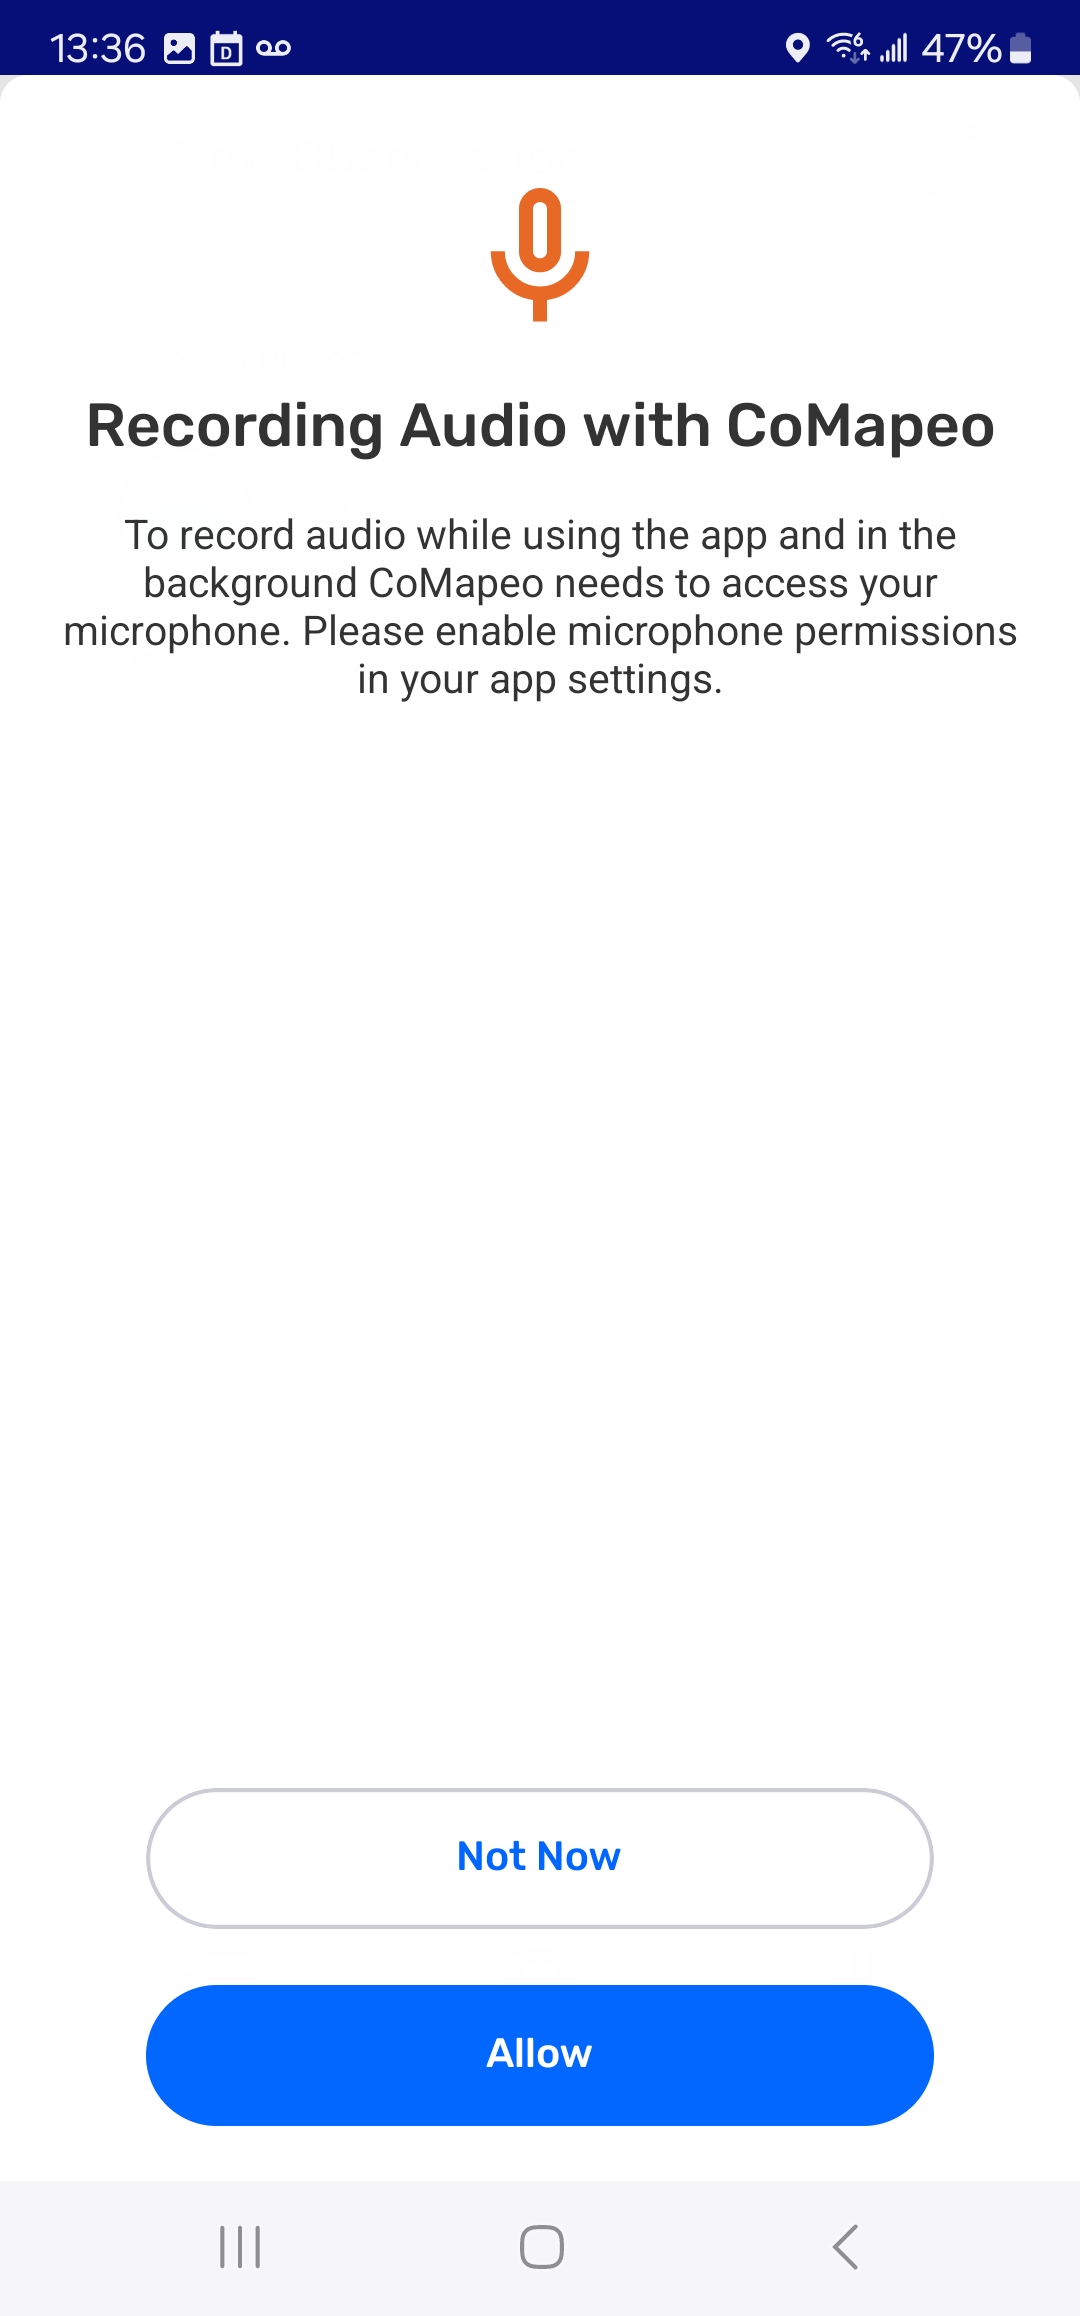 13:36
47%
Recording Audio with CoMapeo
To record audio while using the app and in the
background CoMapeo needs to access your
microphone. Please enable microphone permissions
in your app settings.
Not Now
Allow